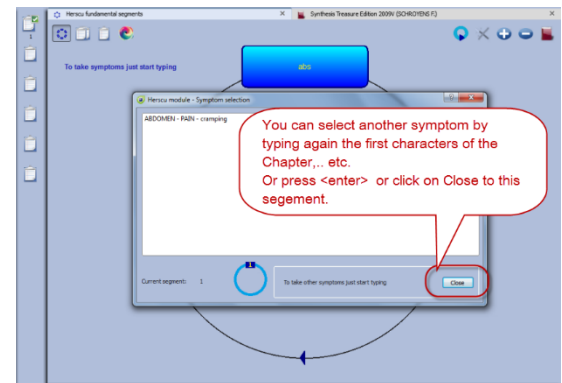 Herscu fundamental segments
Synthesis Treasure Edition 2009V (SCHROYENS F.)
1
To take symptoms just start typing
abs
Herscu module - Symptom selection
ABDOMEN - PAIN - cramping
You can select another symptom by
typing again the first characters of the
Chapter,.. etc.
Or press <enter> or click on Close to this
segement.
1
Current segment: 1
To take other symptoms just start typing
Close